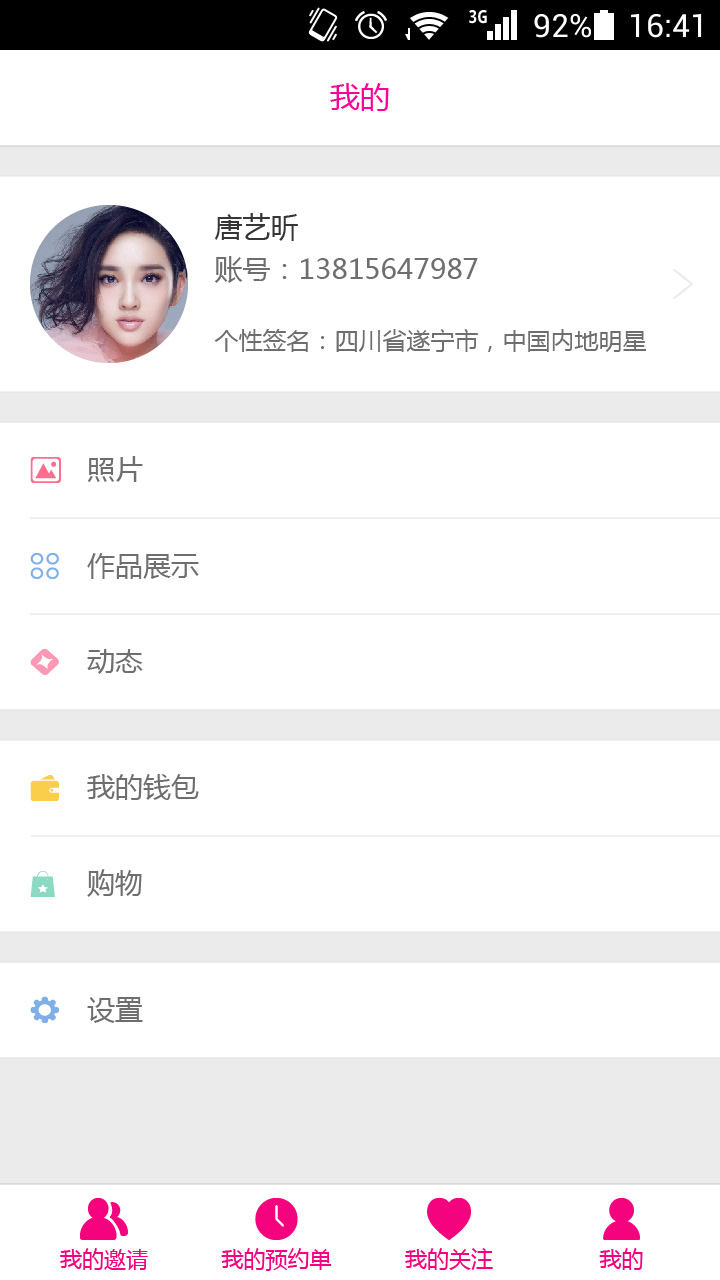 3G 92% 16:41
我的
唐艺昕
账号：13815647987
个性签名：四川省遂宁市，中国内地明星
照片
作品展示
动态
我的钱包
购物
设置
我的邀请 我的预约单 我的关注 我的